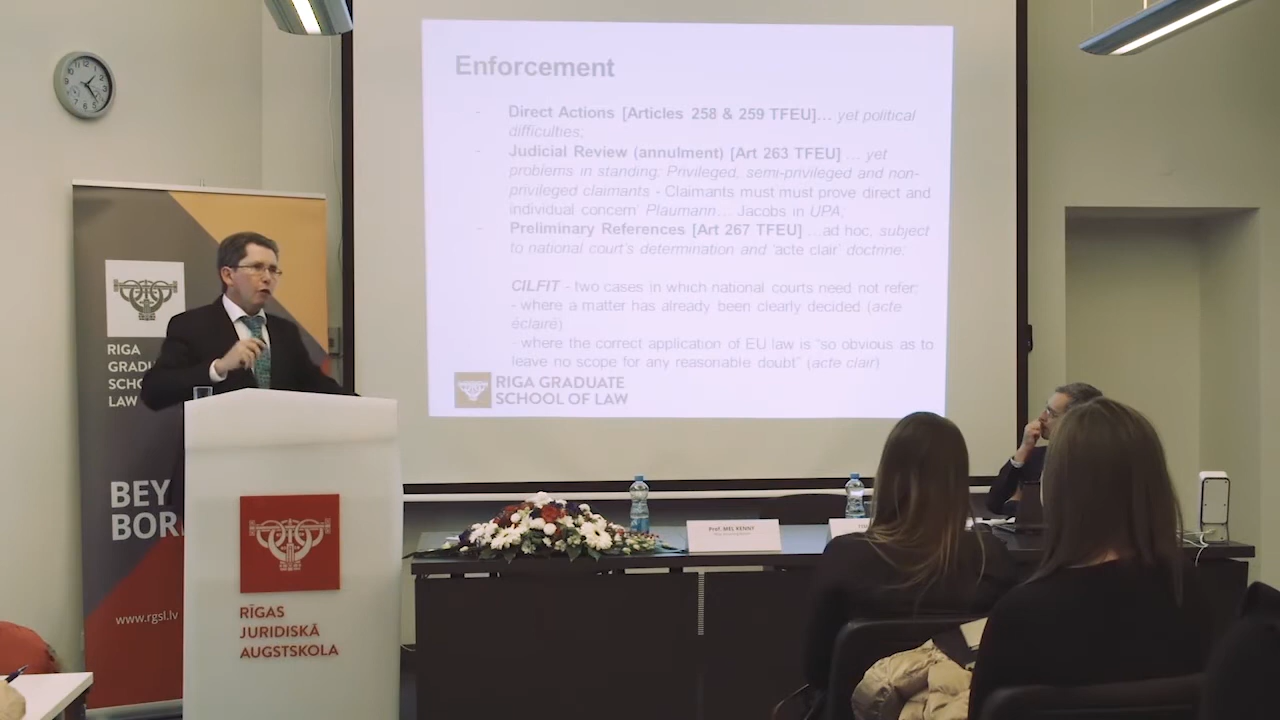 Enforcement
- Direct Actions [Articles 258 & 259 TFEU]… yet political
difficulties;
- Judicial Review (annulment) [Art 263 TFEU] … yet
problems in standing; Privileged, semi-privileged and non-
privileged claimants - Claimants must must prove direct and
individual concern’ Plaumann… Jacobs in UPA;
- Preliminary References [Art 267 TFEU] …ad hoc, subject
to national court’s determination and ‘acte clair’ doctrine;
CILFIT - two cases in which national courts need not refer:
- where a matter has already been clearly decided (acte
éclairé)
- where the correct application of EU law is “so obvious as to
leave no scope for any reasonable doubt” (acte clair)
RIGA GRADUATE
SCHOOL OF LAW
RIGA
GRADU
SCHO
LAW
BEY
BOR
www.rgsl.lv
RĪGAS
JURIDISKĀ
AUGSTSKOLA
Prof. MEL KENNY